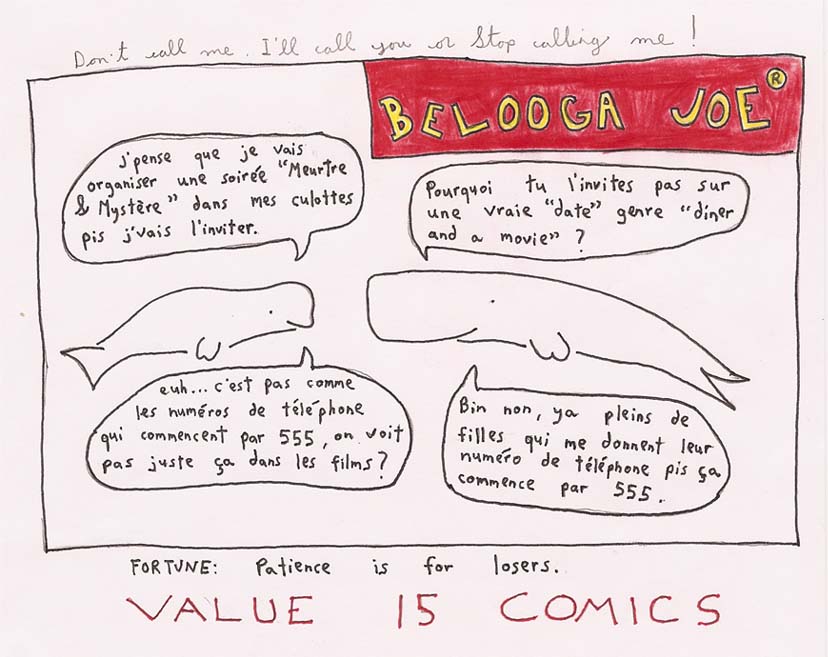 Don't call me. I'll call you or Stop calling me!
BELOOGA JOE®
j'pense que je vais
organiser une soirée "Meurtre
& Mystère" dans mes culottes
pis j'vais l'inviter.
Pourquoi tu l'invites pas sur
une vraie "date" genre "diner
and a movie"?
euh... c'est pas comme
les numéros de téléphone
qui commencent par 555, on voit
pas juste ça dans les films?
Bin non, ya pleins de
filles qui me donnent leur
numéro de téléphone pis ça
commence par 555.
FORTUNE: Patience is for losers.
VALUE 15 COMICS